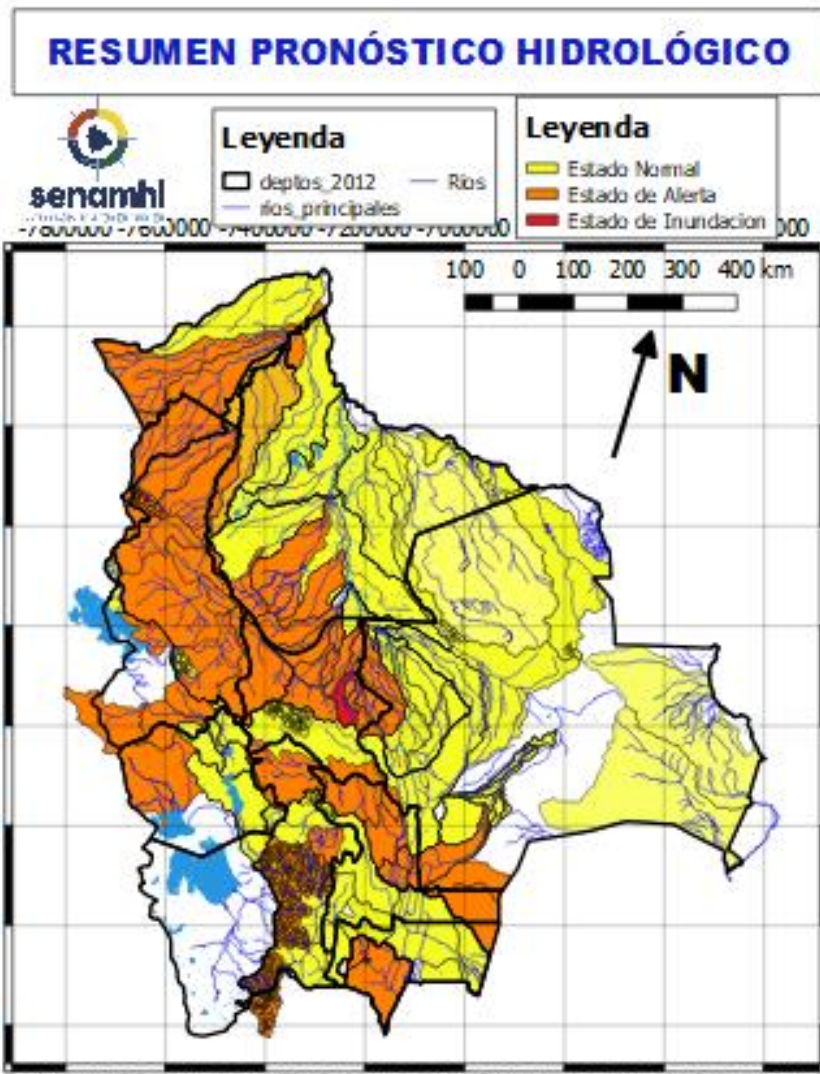 RESUMEN PRONÓSTICO HIDROLÓGICO
senamhi
Leyenda
deptos_2012
Rios
rios_principales
Leyenda
Estado Normal
Estado de Alerta
Estado de Inundacion
-7800000 -7600000 -7400000 -7200000 -7000000
100 0 100 200 300 400 km
N